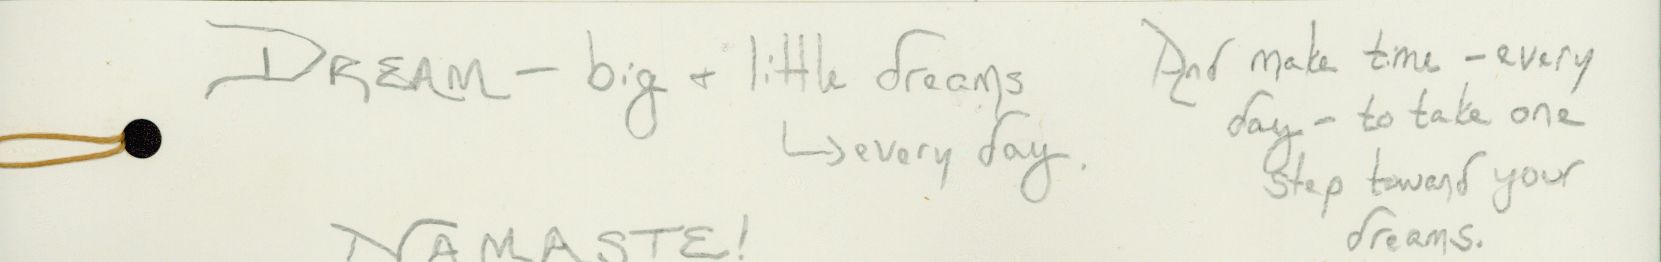 DREAM - big + little dreams
↳ every day.
NAMASTE!
And make time - every
day - to take one
step toward your
dreams.